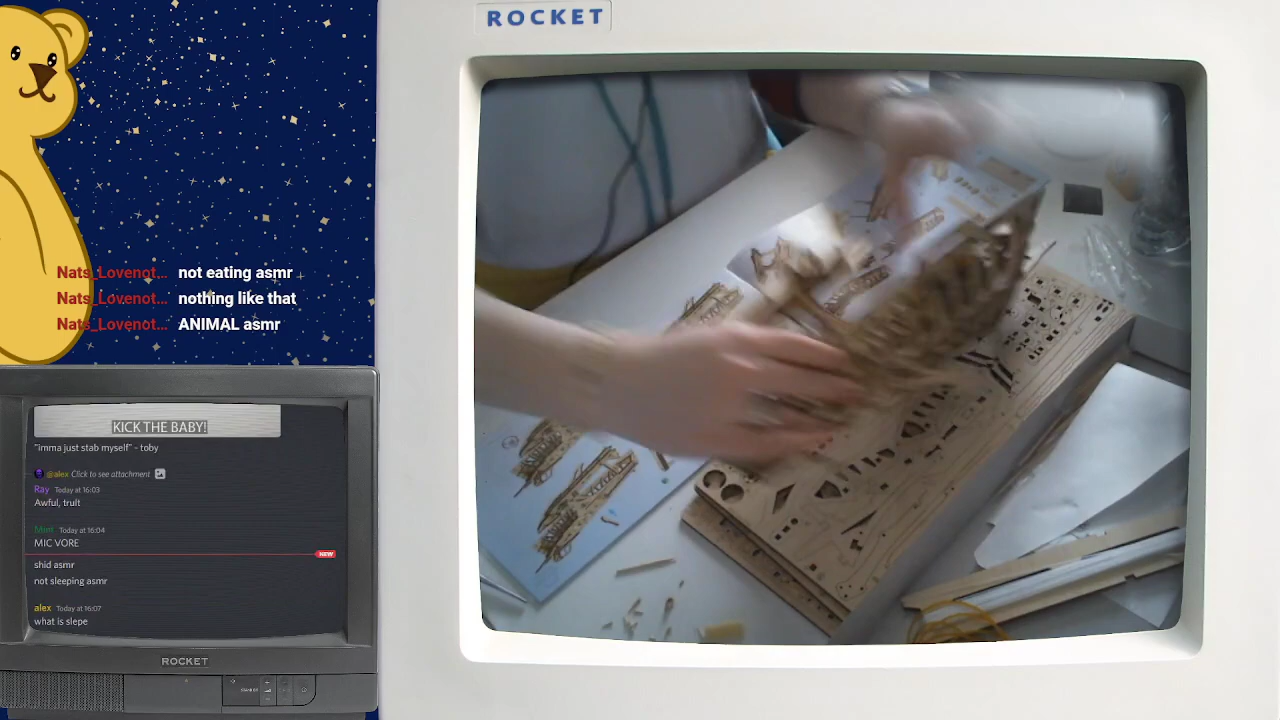 ROCKET
Nats_Lovenot... not eating asmr
Nats_Lovenot... nothing like that
Nats_Lovenot... ANIMAL asmr
KICK THE BABY!
"imma just stab myself" - toby
@alex Click to see attachment
Ray Today at 16:03
Awful, trult
Today at 16:04
MIC VORE
NEW
shid asmr
not sleeping asmr
alex Today at 16:07
what is slepe
ROCKET